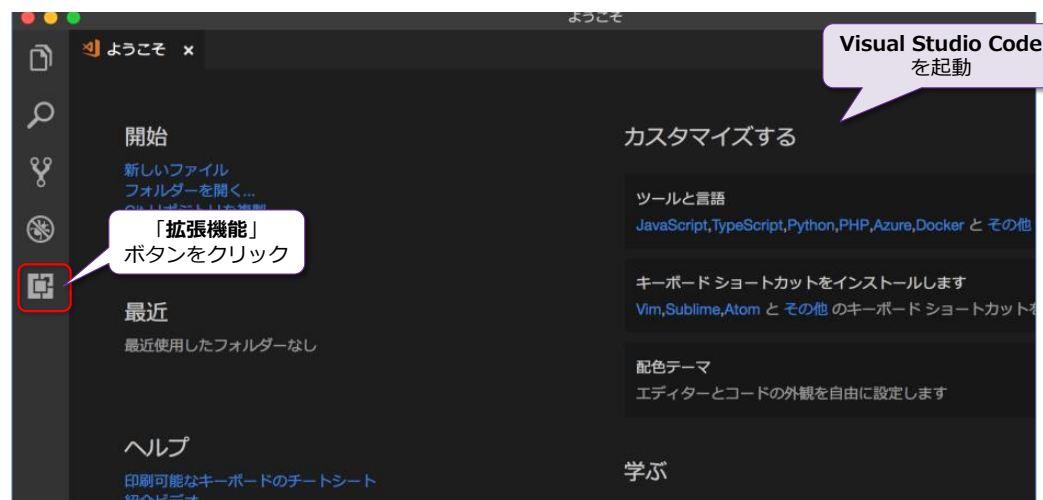 ようこそ
ようこそ ×
Visual Studio Code
を起動
開始
新しいファイル
フォルダーを開く...
「拡張機能」
ボタンをクリック
最近
最近使用したフォルダーなし
ヘルプ
印刷可能なキーボードのチートシート
紹介ビデオ
カスタマイズする
ツールと言語
JavaScript,TypeScript,Python,PHP,Azure,Docker と その他
キーボード ショートカットをインストールします
Vim,Sublime,Atom と その他 のキーボード ショートカットを
配色テーマ
エディターとコードの外観を自由に設定します
学ぶ